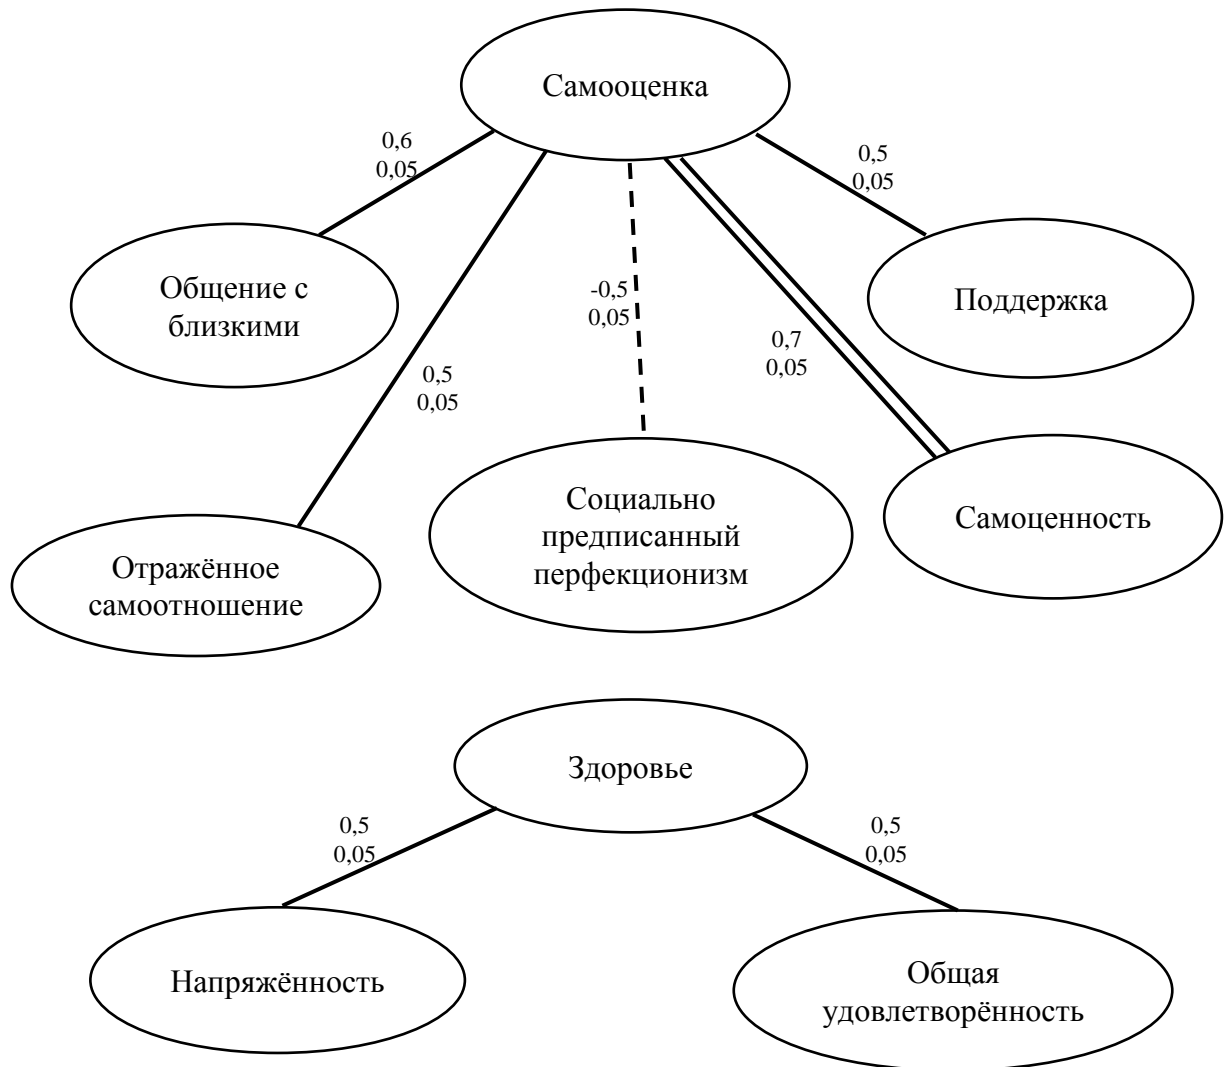 Самооценка
0,6
0,05
0,5
0,05
Общение с
близкими
-0,5
0,05
Поддержка
0,7
0,05
0,5
0,05
Социально
предписанный
перфекционизм
Самоценность
Отражённое
самоотношение
Здоровье
0,5
0,05
0,5
0,05
Напряжённость
Общая
удовлетворённость